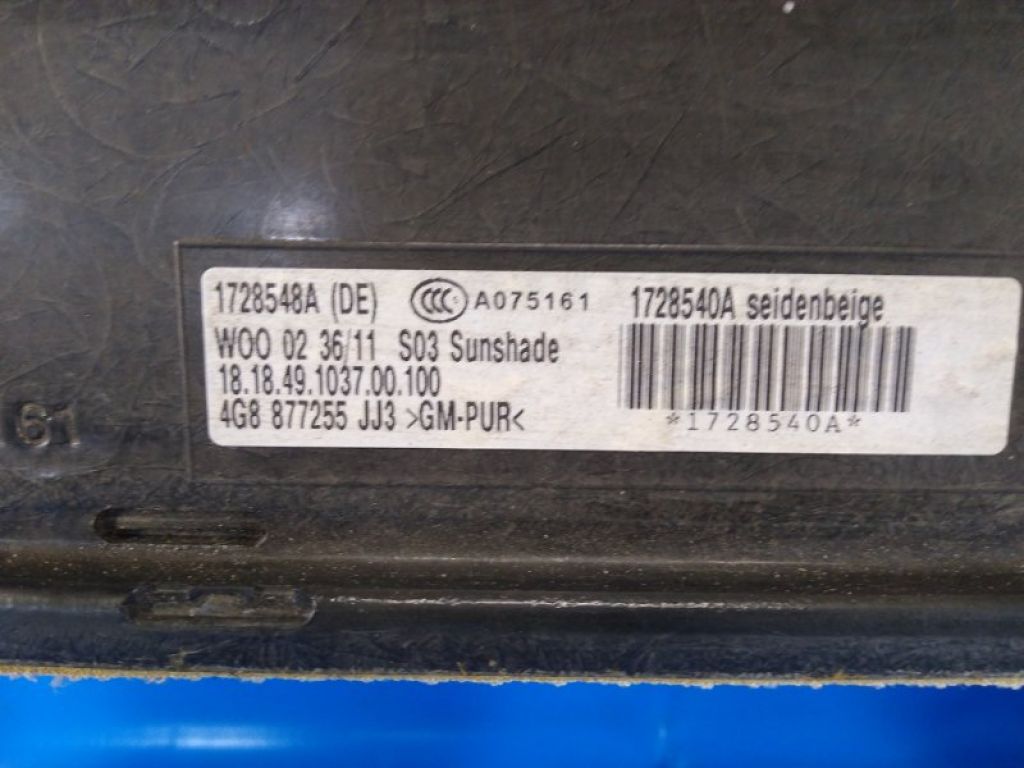 1728548A (DE) CCC S A075161 1728540A seidenbeige
WOO 02 36/11 S03 Sunshade
18.18.49.1037.00.100
4G8 877255 JJ3 >GM-PUR<
*1728540A*
61